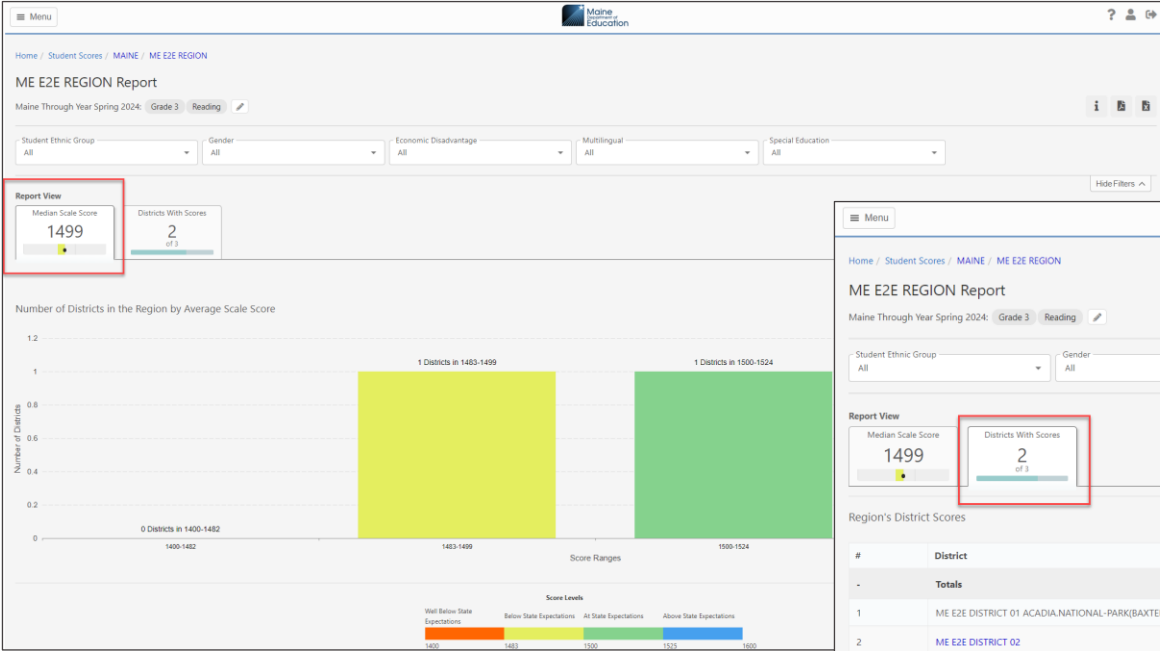 Menu
Maine
Department of
Education
?
Home / Student Scores / MAINE / ME E2E REGION
ME E2E REGION Report
Maine Through Year Spring 2024: Grade 3 Reading
Student Ethnic Group
All
Gender
All
Economic Disadvantage
All
Multilingual
All
Special Education
All
Hide Filters
Report View
Median Scale Score
1499
Districts With Scores
2
of 3
Number of Districts in the Region by Average Scale Score
Number of Districts
1.2
1
0.8
0.6
0.4
0.2
0
0 Districts in 1400-1482
1 Districts in 1483-1499
1 Districts in 1500-1524
1400-1482
1483-1499
1500-1524
Score Ranges
Score Levels
Well Below State
Expectations
Below State Expectations
At State Expectations
Above State Expectations
1400
1483
1500
1525
1600
Menu
Home / Student Scores / MAINE / ME E2E REGION
ME E2E REGION Report
Maine Through Year Spring 2024: Grade 3 Reading
Student Ethnic Group
All
Gender
All
Report View
Median Scale Score
1499
Districts With Scores
2
of 3
Region's District Scores
# District
- Totals
1 ME E2E DISTRICT 01 ACADIA.NATIONAL-PARK(BAXTE
2 ME E2E DISTRICT 02